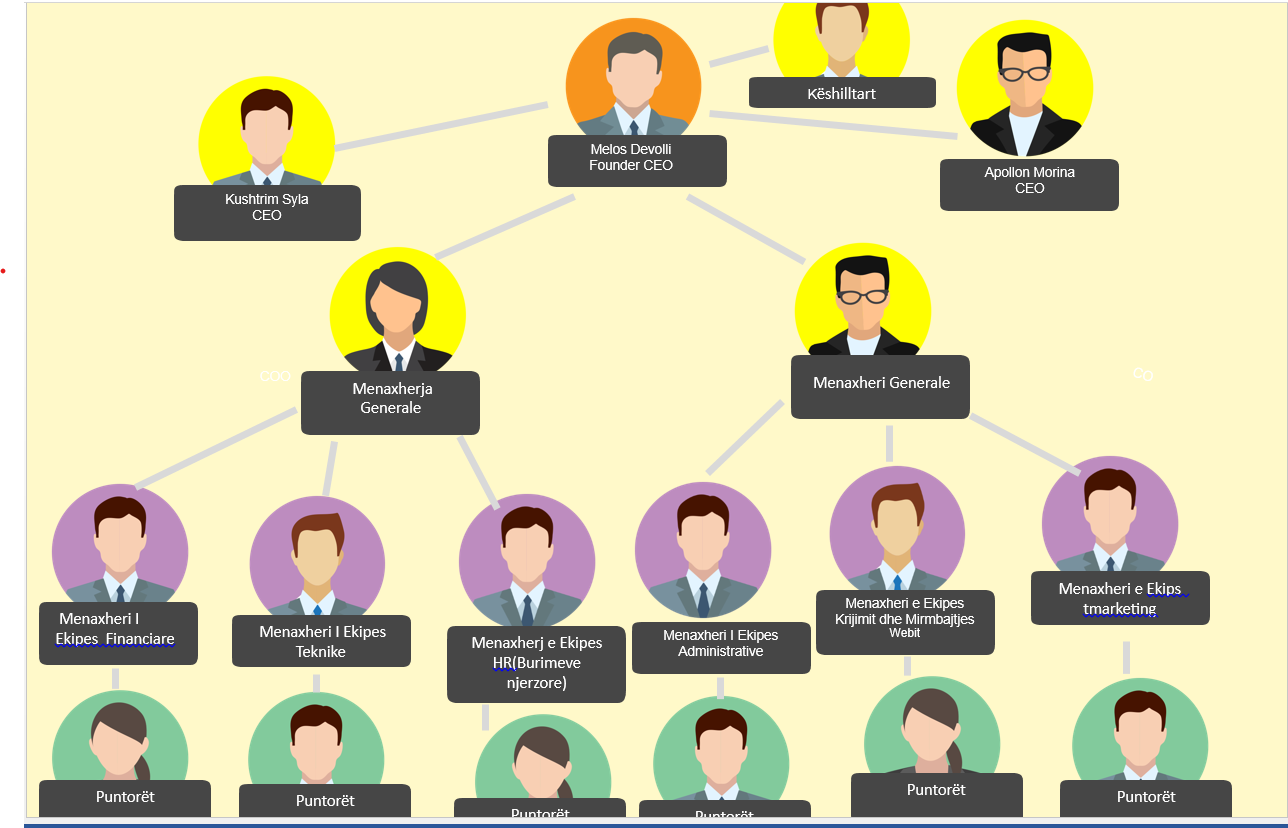 Këshilltart
Melos Devolli
Founder CEO
Apollon Morina
CEO
Kushtrim Syla
CEO
COO
Menaxherja
Generale
Menaxheri Generale
CO
Menaxheri I
Ekipes Financiare
Menaxheri I Ekipes
Teknike
Menaxherj e Ekipes
HR(Burimeve
njerzore)
Menaxheri I Ekipes
Administrative
Menaxheri e Ekipes
Krijimit dhe Mirmbajtjes
Webit
Menaxheri e Ekips
tmarketing
Puntorët
Puntorët
Puntorët
Puntorët
Puntorët
Puntorët